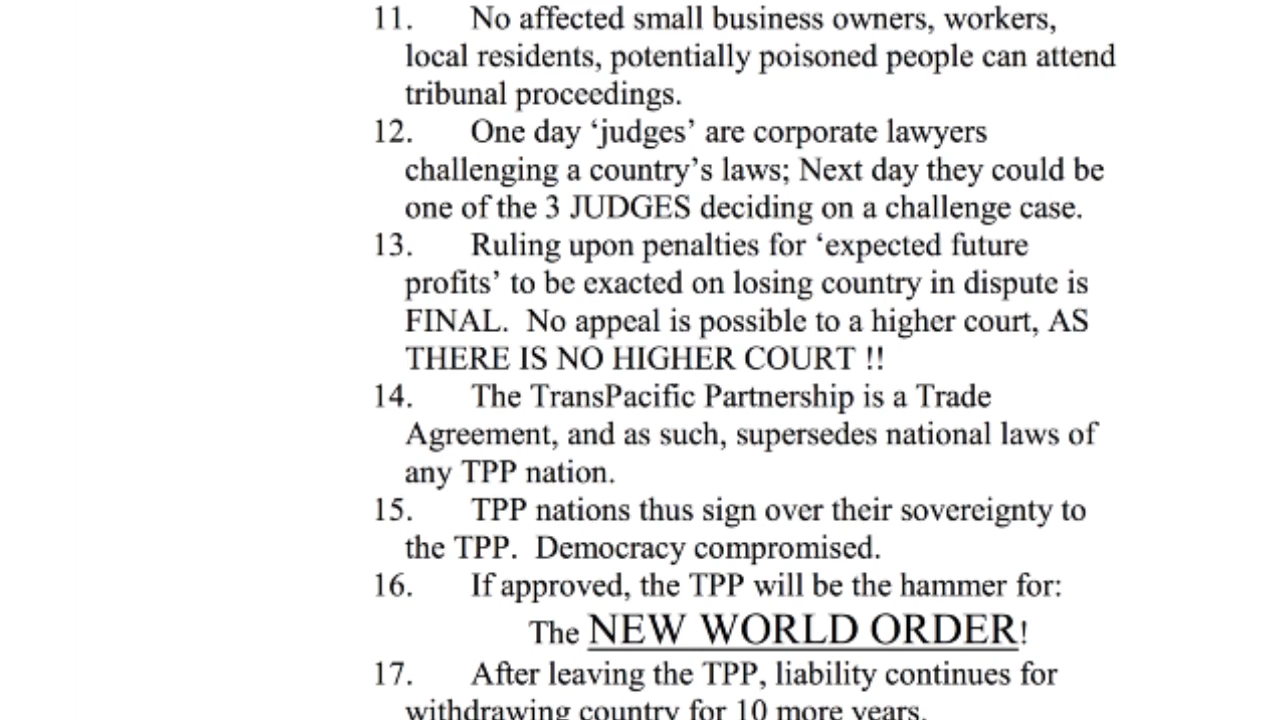 11. No affected small business owners, workers,
local residents, potentially poisoned people can attend
tribunal proceedings.
12. One day ‘judges’ are corporate lawyers
challenging a country’s laws; Next day they could be
one of the 3 JUDGES deciding on a challenge case.
13. Ruling upon penalties for ‘expected future
profits’ to be exacted on losing country in dispute is
FINAL.  No appeal is possible to a higher court, AS
THERE IS NO HIGHER COURT !!
14. The TransPacific Partnership is a Trade
Agreement, and as such, supersedes national laws of
any TPP nation.
15. TPP nations thus sign over their sovereignty to
the TPP.  Democracy compromised.
16. If approved, the TPP will be the hammer for:
The NEW WORLD ORDER!
17. After leaving the TPP, liability continues for
withdrawing country for 10 more years.